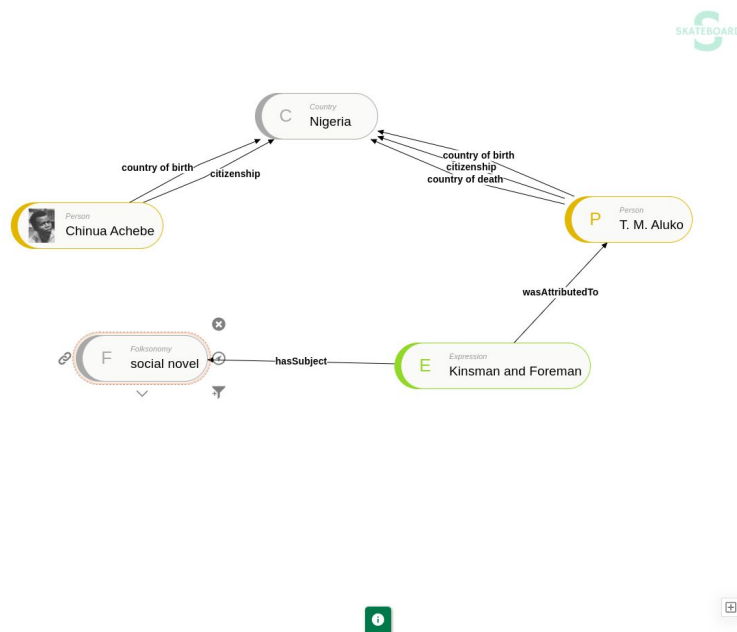 SKATEBOARD
Country
C
Nigeria
country of birth
citizenship
country of birth
citizenship
country of death
Person
Chinua Achebe
Person
P
T. M. Aluko
wasAttributedTo
Folksonomy
F
social novel
hasSubject
Expression
E
Kinsman and Foreman